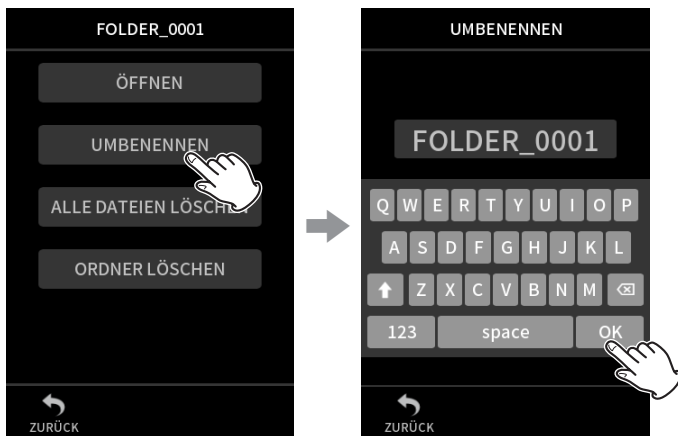 FOLDER_0001
ÖFFNEN
UMBENENNEN
ALLE DATEIEN LÖSCHEN
ORDNER LÖSCHEN
ZURÜCK
UMBENENNEN
FOLDER_0001
Q W E R T Y U I O P
A S D F G H J K L
Z X C V B N M
123 space OK
ZURÜCK